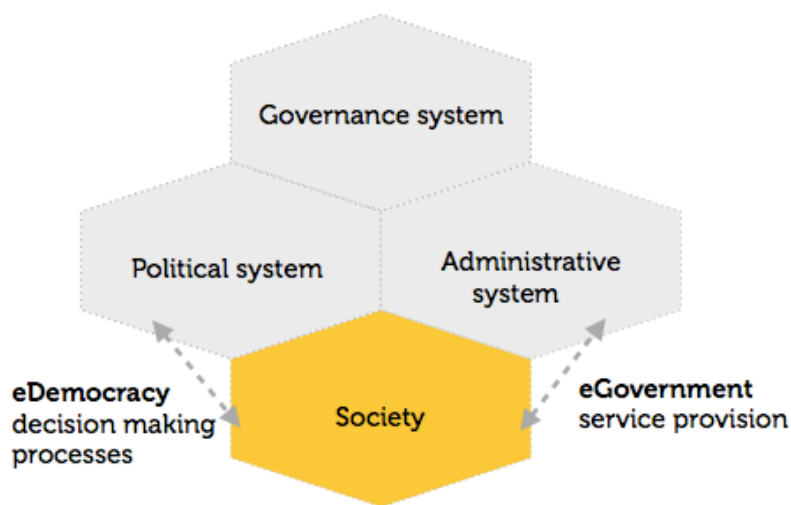 Governance system
Political system
Administrative
system
eDemocracy
decision making
processes
Society
eGovernment
service provision